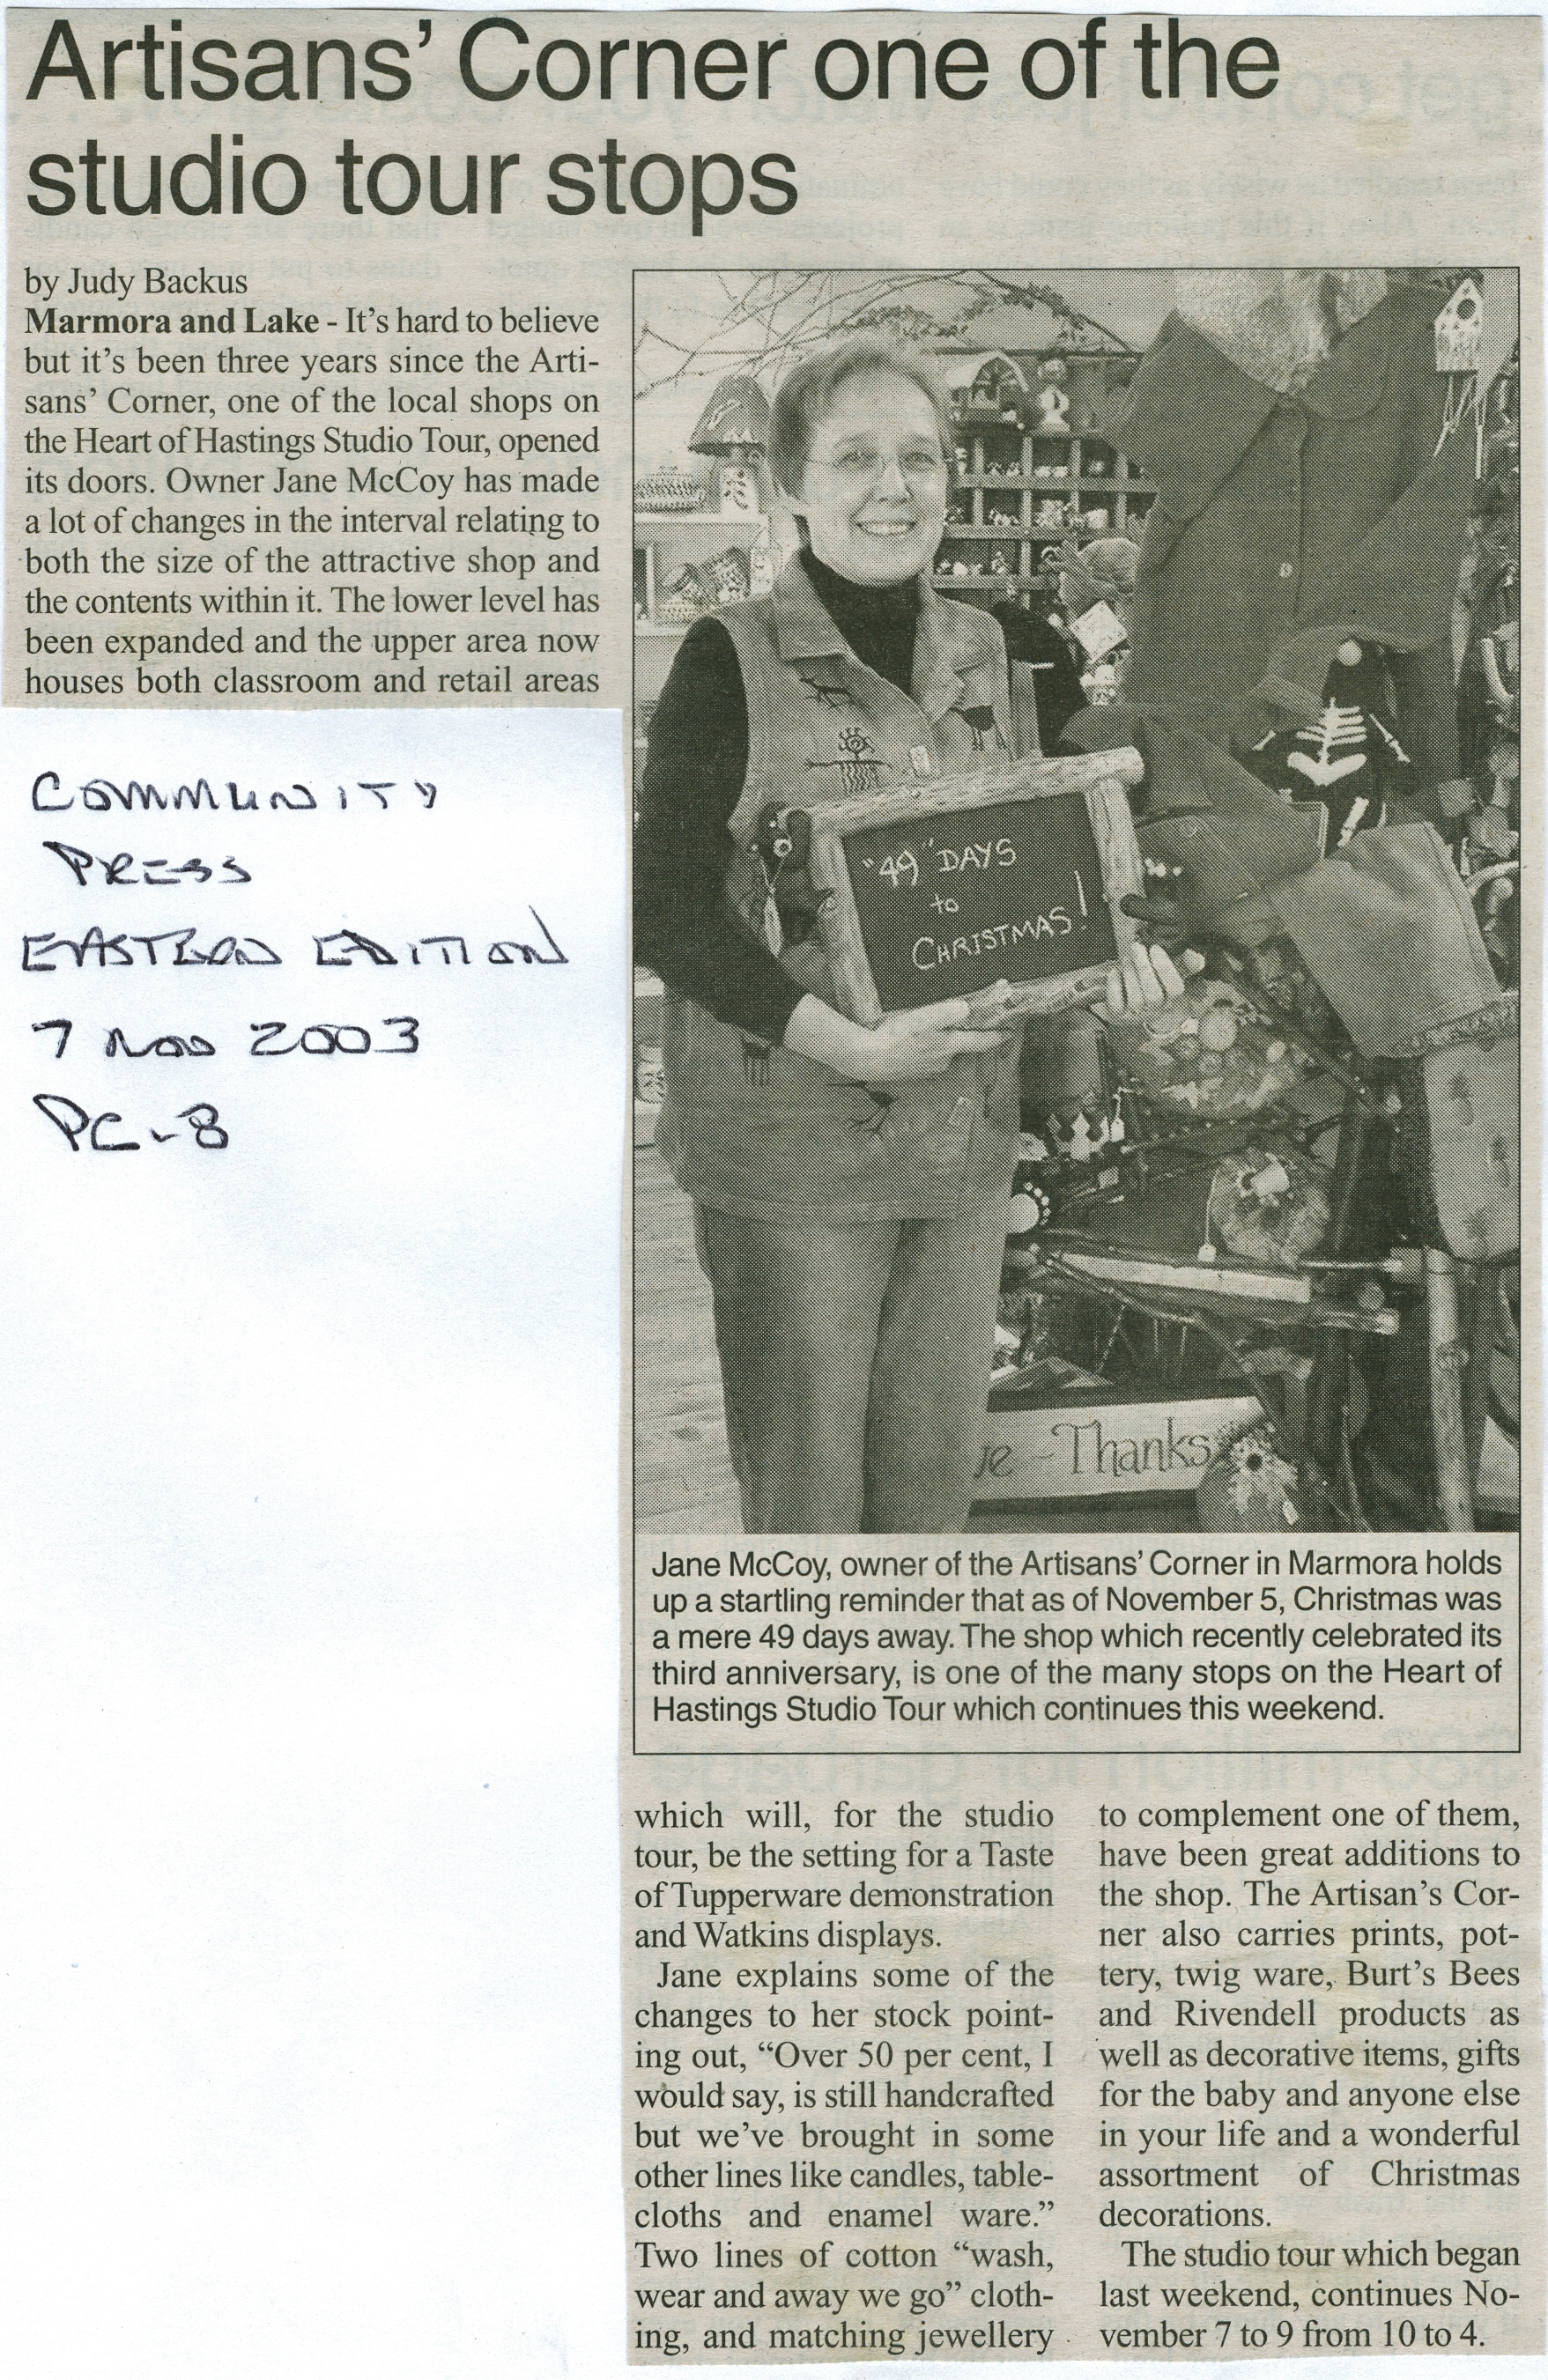 Artisans' Corner one of the
studio tour stops
by Judy Backus
Marmora and Lake - It's hard to believe
but it's been three years since the Arti-
sans' Corner, one of the local shops on
the Heart of Hastings Studio Tour, opened
its doors. Owner Jane McCoy has made
a lot of changes in the interval relating to
both the size of the attractive shop and
the contents within it. The lower level has
been expanded and the upper area now
houses both classroom and retail areas
COMMUNITY
PRESS
EASTERN EDITION
7 NOV 2003
PC-8
"49" DAYS
to
CHRISTMAS!
- Thanks
Jane McCoy, owner of the Artisans' Corner in Marmora holds
up a startling reminder that as of November 5, Christmas was
a mere 49 days away. The shop which recently celebrated its
third anniversary, is one of the many stops on the Heart of
Hastings Studio Tour which continues this weekend.
which will, for the studio
tour, be the setting for a Taste
of Tupperware demonstration
and Watkins displays.
Jane explains some of the
changes to her stock point-
ing out, "Over 50 per cent, I
would say, is still handcrafted
but we've brought in some
other lines like candles, table-
cloths and enamel ware."
Two lines of cotton "wash,
wear and away we go" cloth-
ing, and matching jewellery
to complement one of them,
have been great additions to
the shop. The Artisan's Cor-
ner also carries prints, pot-
tery, twig ware, Burt's Bees
and Rivendell products as
well as decorative items, gifts
for the baby and anyone else
in your life and a wonderful
assortment of Christmas
decorations.
The studio tour which began
last weekend, continues No-
vember 7 to 9 from 10 to 4.